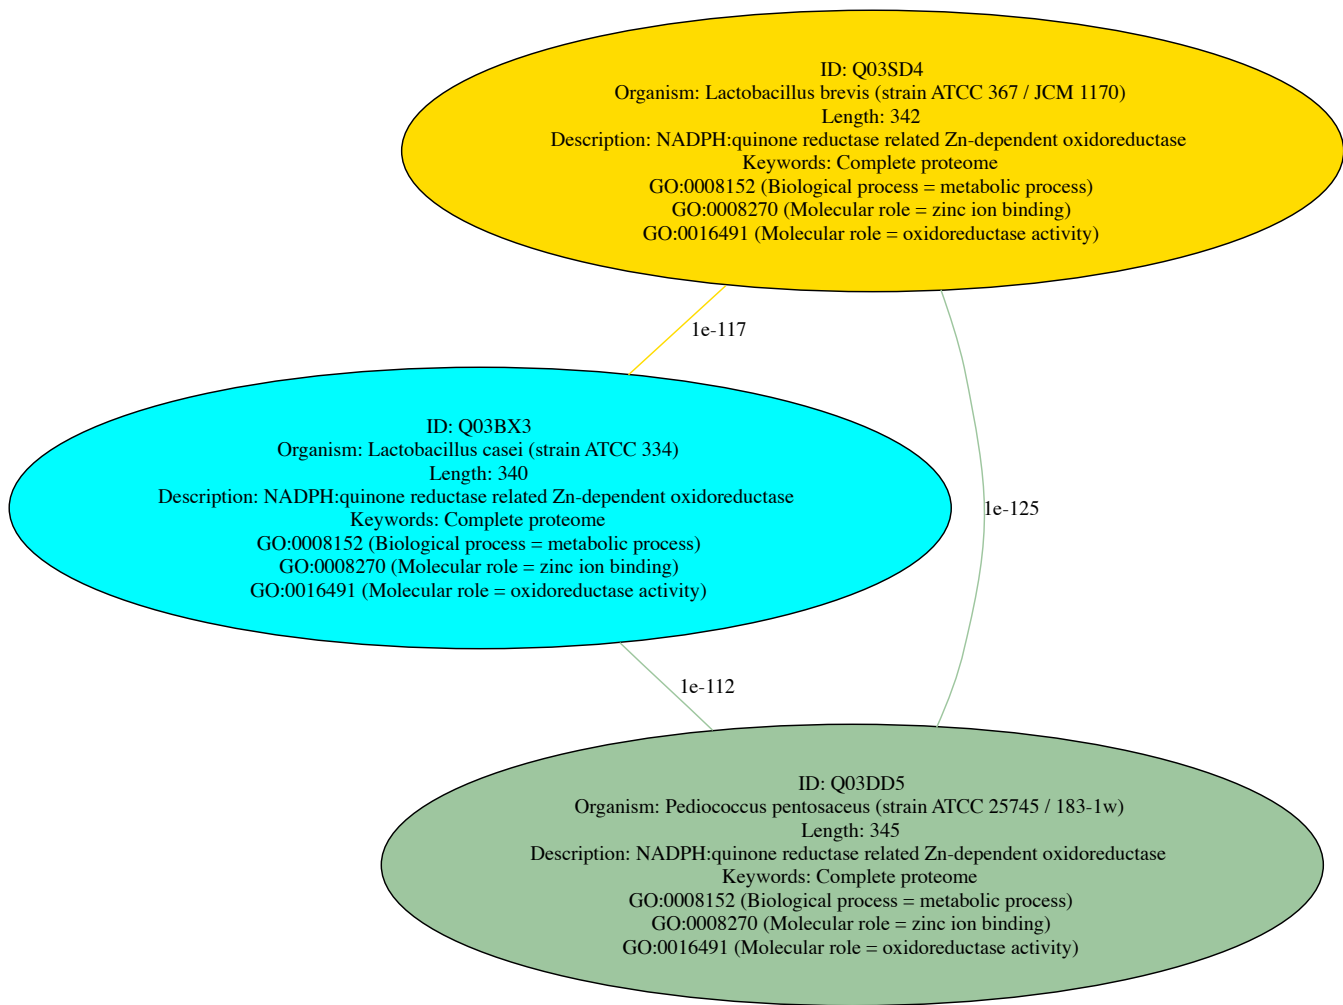 ID: Q03SD4
Organism: Lactobacillus brevis (strain ATCC 367 / JCM 1170)
Length: 342
Description: NADPH:quinone reductase related Zn-dependent oxidoreductase
Keywords: Complete proteome
GO:0008152 (Biological process = metabolic process)
GO:0008270 (Molecular role = zinc ion binding)
GO:0016491 (Molecular role = oxidoreductase activity)
1e-117
ID: Q03BX3
Organism: Lactobacillus casei (strain ATCC 334)
Length: 340
Description: NADPH:quinone reductase related Zn-dependent oxidoreductase
Keywords: Complete proteome
GO:0008152 (Biological process = metabolic process)
GO:0008270 (Molecular role = zinc ion binding)
GO:0016491 (Molecular role = oxidoreductase activity)
1e-125
1e-112
ID: Q03DD5
Organism: Pediococcus pentosaceus (strain ATCC 25745 / 183-1w)
Length: 345
Description: NADPH:quinone reductase related Zn-dependent oxidoreductase
Keywords: Complete proteome
GO:0008152 (Biological process = metabolic process)
GO:0008270 (Molecular role = zinc ion binding)
GO:0016491 (Molecular role = oxidoreductase activity)